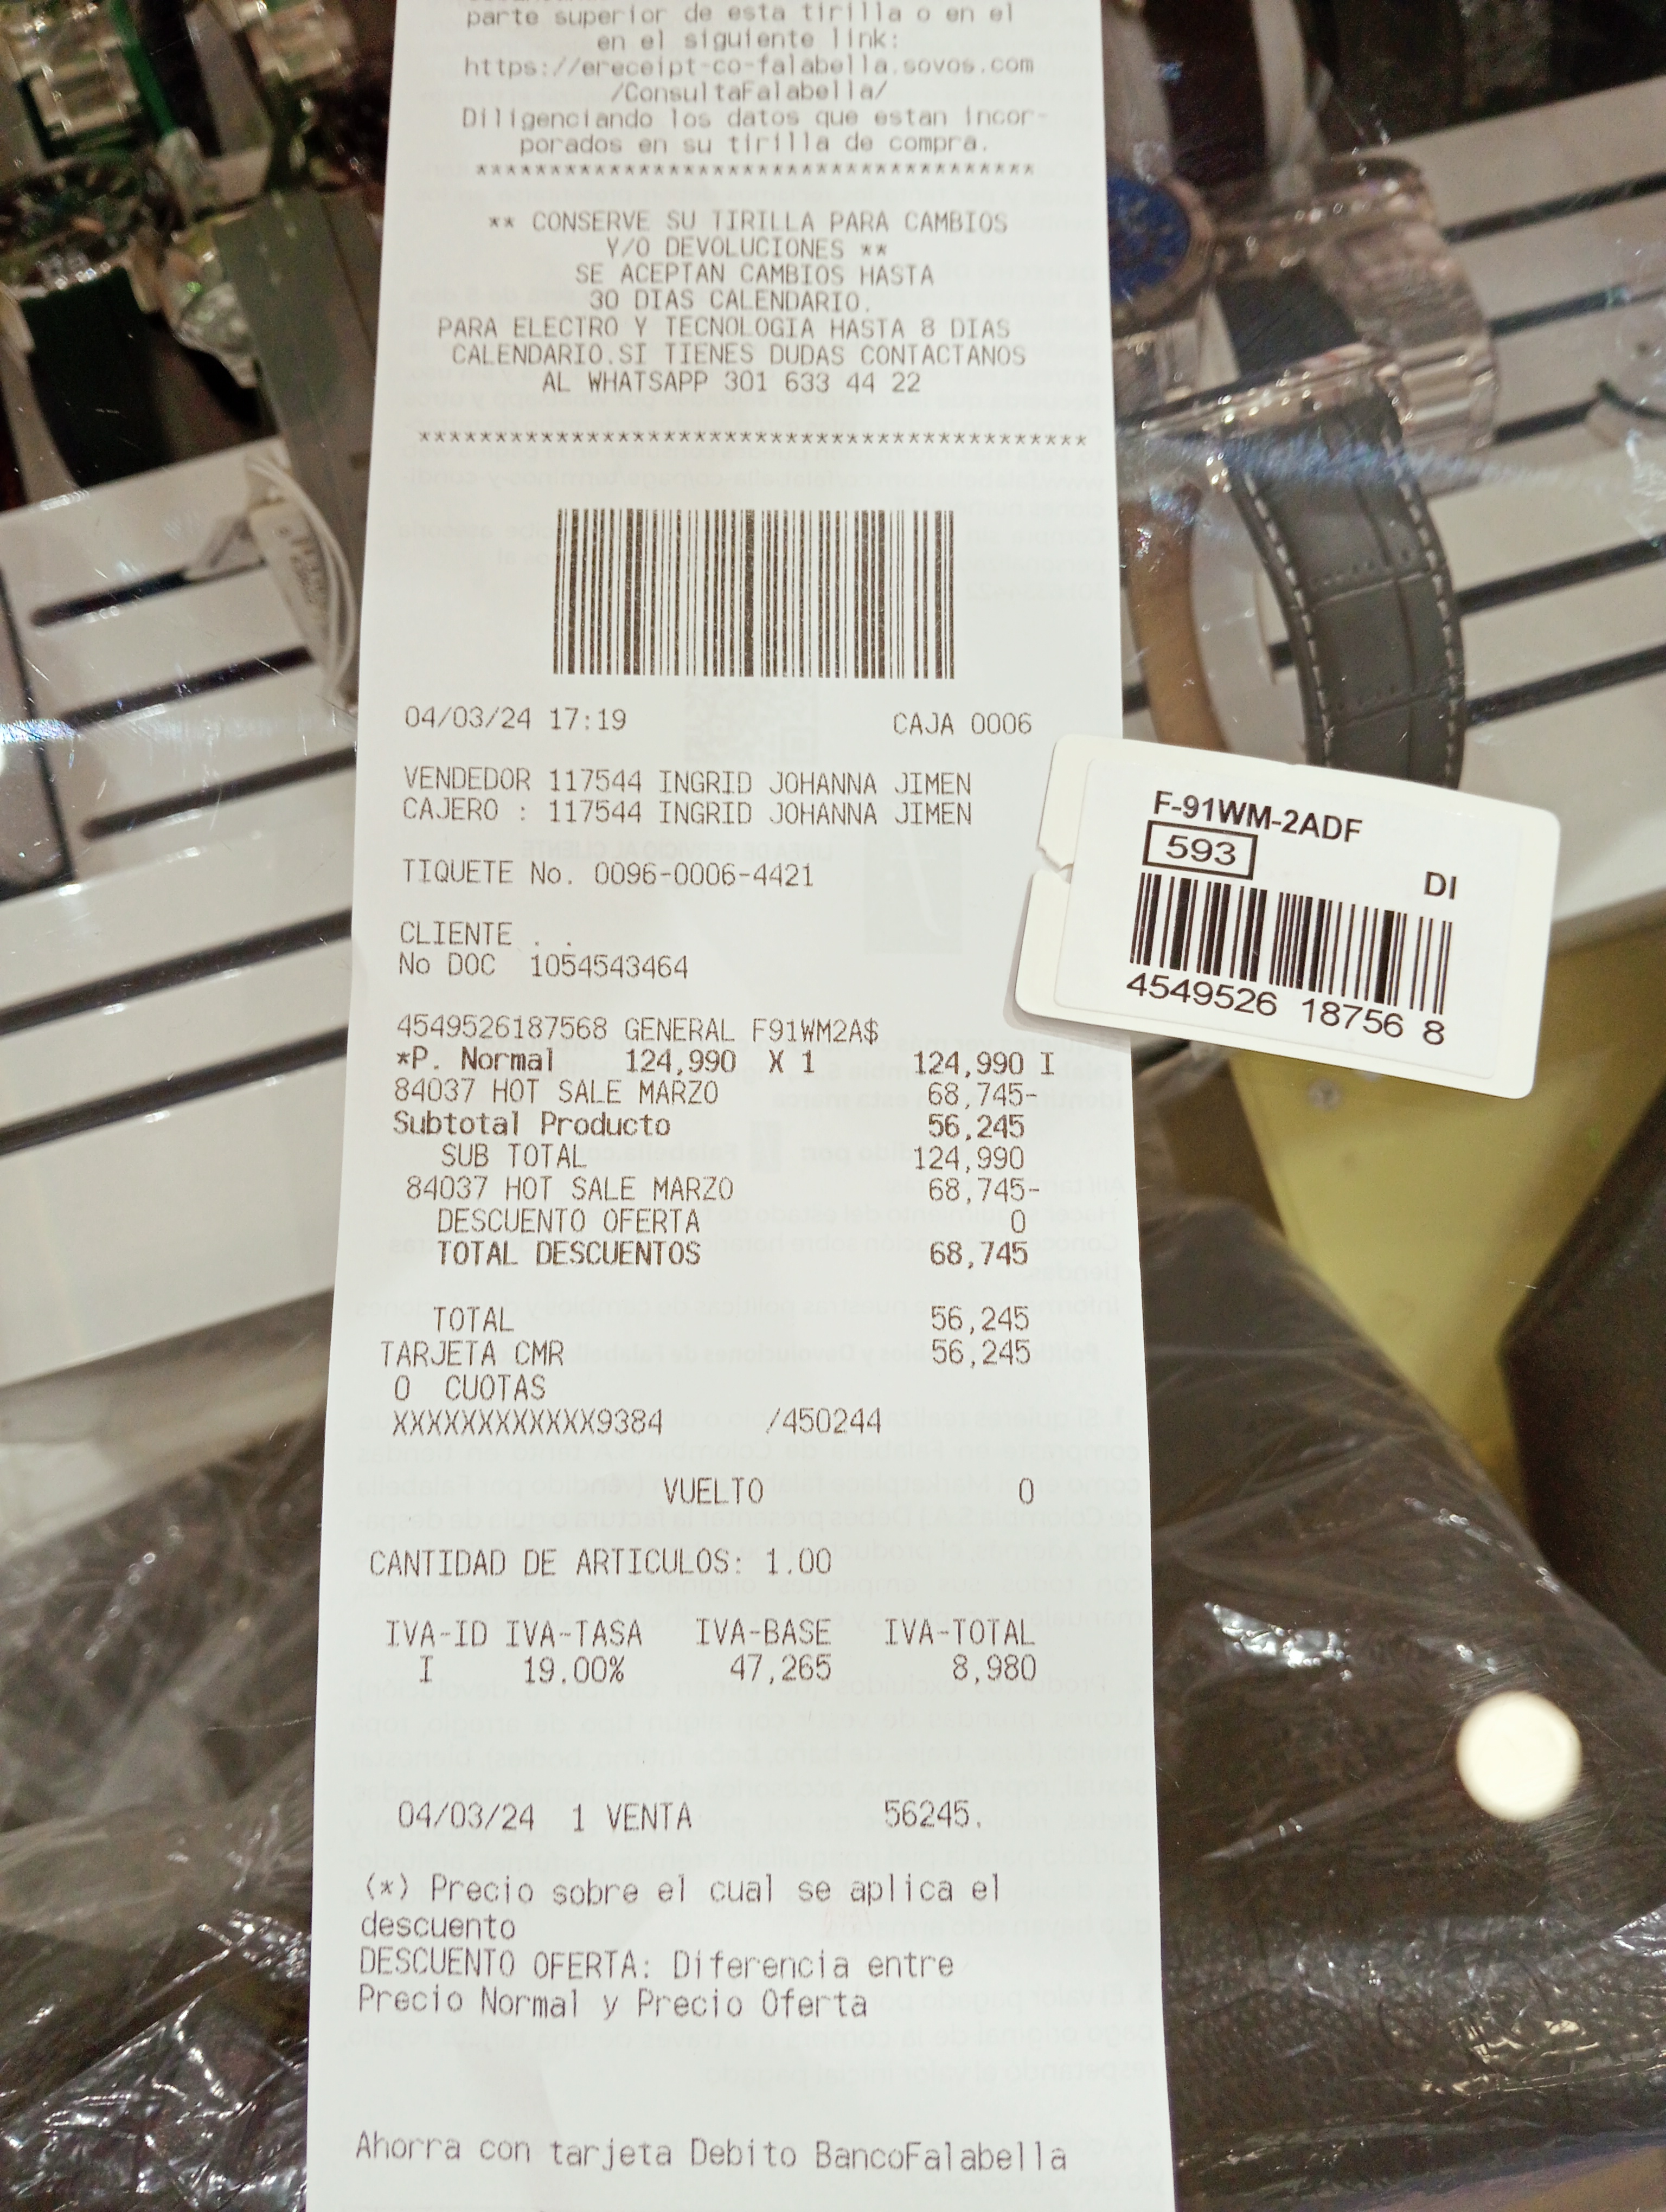 parte superior de esta tirilla o en el
en el siguiente link:
https://ereceipt-co-falabella.sovos.com
/ConsultaFalabella/
Diligenciando los datos que estan incor-
porados en su tirilla de compra.
*************************************
** CONSERVE SU TIRILLA PARA CAMBIOS
Y/O DEVOLUCIONES **
SE ACEPTAN CAMBIOS HASTA
30 DIAS CALENDARIO.
PARA ELECTRO Y TECNOLOGIA HASTA 8 DIAS
CALENDARIO.SI TIENES DUDAS CONTACTANOS
AL WHATSAPP 301 633 44 22
********************************************
04/03/24 17:19 CAJA 0006
VENDEDOR 117544 INGRID JOHANNA JIMEN
CAJERO : 117544 INGRID JOHANNA JIMEN
TIQUETE No. 0096-0006-4421
CLIENTE . .
No DOC 1054543464
4549526187568 GENERAL F91WM2A$
*P. Normal 124,990 X 1 124,990 I
84037 HOT SALE MARZO 68,745-
Subtotal Producto 56,245
SUB TOTAL 124,990
84037 HOT SALE MARZO 68,745-
DESCUENTO OFERTA 0
TOTAL DESCUENTOS 68,745
TOTAL 56,245
TARJETA CMR 56,245
0 CUOTAS
XXXXXXXXXXXX9384 /450244
VUELTO 0
CANTIDAD DE ARTICULOS: 1.00
IVA-ID IVA-TASA IVA-BASE IVA-TOTAL
I 19.00% 47,265 8,980
04/03/24 1 VENTA 56245.
(*) Precio sobre el cual se aplica el
descuento
DESCUENTO OFERTA: Diferencia entre
Precio Normal y Precio Oferta
Ahorra con tarjeta Debito BancoFalabella
F-91WM-2ADF
593
DI
4549526 18756 8